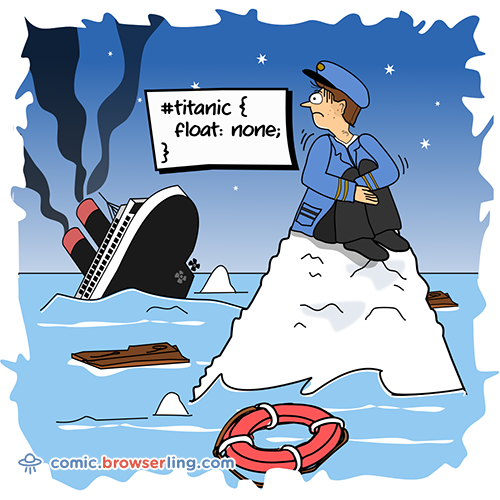 #titanic {
float: none;
}
comic.browserling.com